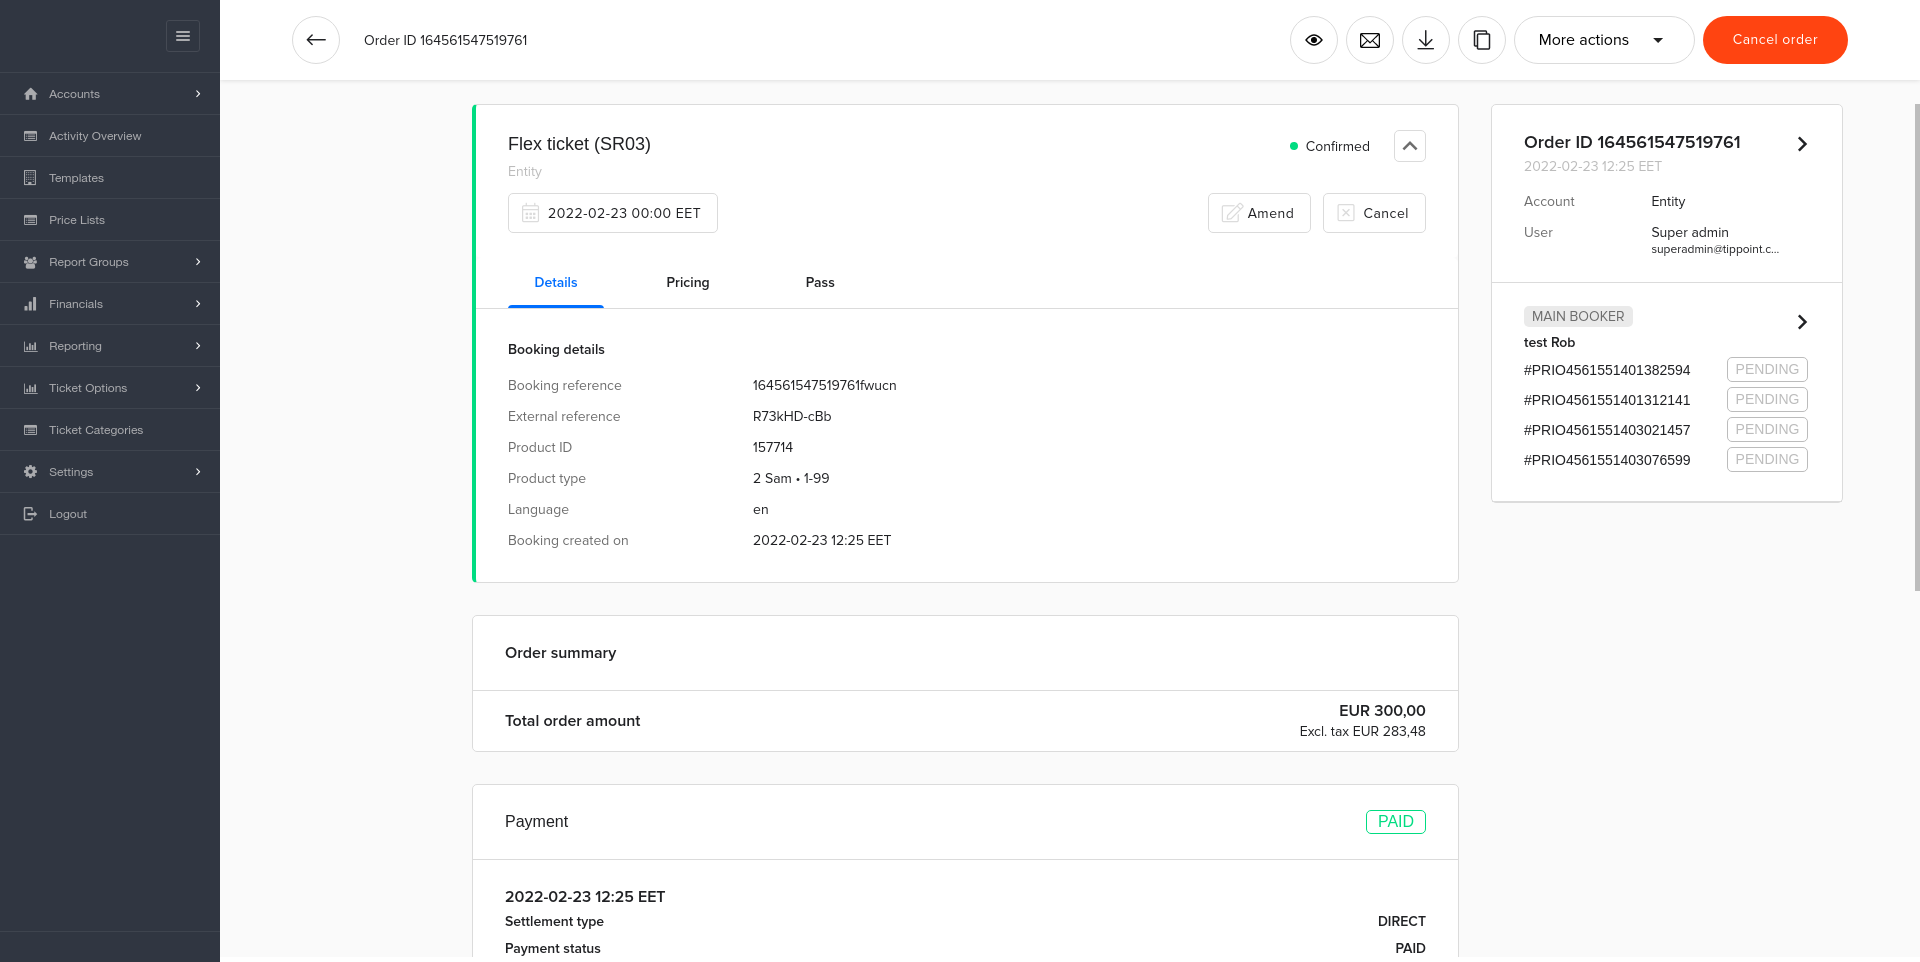 Order ID 164561547519761
More actions
Cancel order
Accounts
Activity Overview
Templates
Price Lists
Report Groups
Financials
Reporting
Ticket Options
Ticket Categories
Settings
Logout
Flex ticket (SR03)
Confirmed
Entity
2022-02-23 00:00 EET
Amend
Cancel
Details
Pricing
Pass
Booking details
Booking reference 164561547519761fwucn
External reference R73kHD-cBb
Product ID 157714
Product type 2 Sam • 1-99
Language en
Booking created on 2022-02-23 12:25 EET
Order summary
Total order amount
EUR 300,00
Excl. tax EUR 283,48
Payment
PAID
2022-02-23 12:25 EET
Settlement type DIRECT
Payment status PAID
Order ID 164561547519761
2022-02-23 12:25 EET
Account Entity
User Super admin
superadmin@tippoint.c...
MAIN BOOKER
test Rob
#PRIO4561551401382594 PENDING
#PRIO4561551401312141 PENDING
#PRIO4561551403021457 PENDING
#PRIO4561551403076599 PENDING